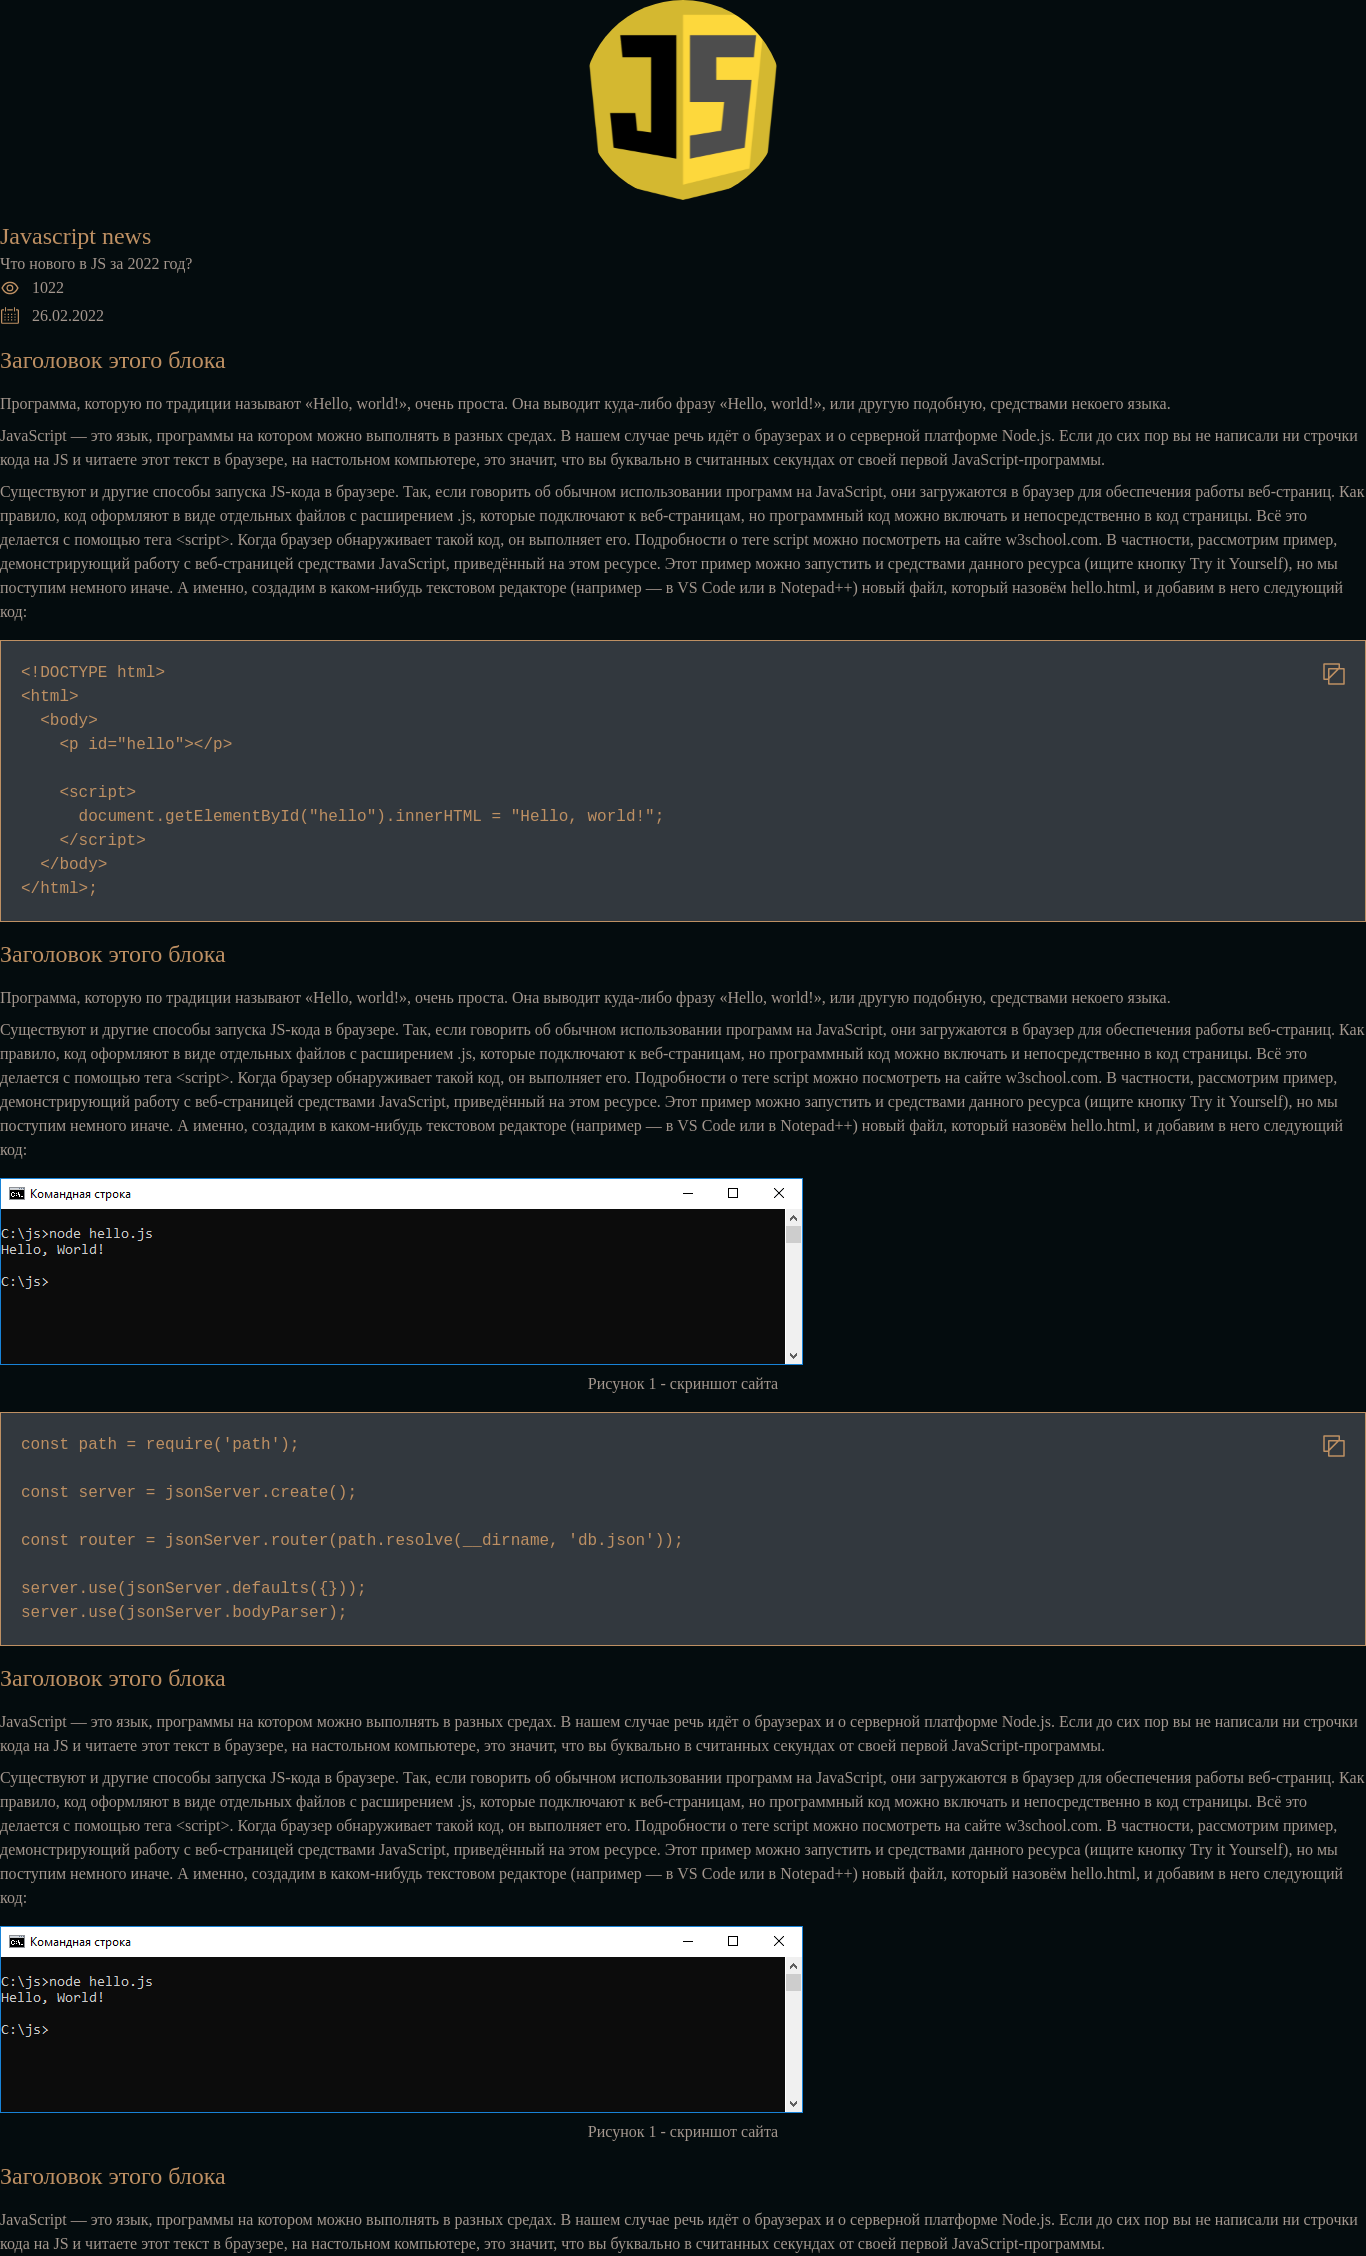 JS
Javascript news
Что нового в JS за 2022 год?
1022
26.02.2022
Заголовок этого блока
Программа, которую по традиции называют «Hello, world!», очень проста. Она выводит куда-либо фразу «Hello, world!», или другую подобную, средствами некоего языка.
JavaScript — это язык, программы на котором можно выполнять в разных средах. В нашем случае речь идёт о браузерах и о серверной платформе Node.js. Если до сих пор вы не написали ни строчки
кода на JS и читаете этот текст в браузере, на настольном компьютере, это значит, что вы буквально в считанных секундах от своей первой JavaScript-программы.
Существуют и другие способы запуска JS-кода в браузере. Так, если говорить об обычном использовании программ на JavaScript, они загружаются в браузер для обеспечения работы веб-страниц. Как
правило, код оформляют в виде отдельных файлов с расширением .js, которые подключают к веб-страницам, но программный код можно включать и непосредственно в код страницы. Всё это
делается с помощью тега <script>. Когда браузер обнаруживает такой код, он выполняет его. Подробности о теге script можно посмотреть на сайте w3school.com. В частности, рассмотрим пример,
демонстрирующий работу с веб-страницей средствами JavaScript, приведённый на этом ресурсе. Этот пример можно запустить и средствами данного ресурса (ищите кнопку Try it Yourself), но мы
поступим немного иначе. А именно, создадим в каком-нибудь текстовом редакторе (например — в VS Code или в Notepad++) новый файл, который назовём hello.html, и добавим в него следующий
код:
<!DOCTYPE html>
<html>
  <body>
    <p id="hello"></p>

    <script>
      document.getElementById("hello").innerHTML = "Hello, world!";
    </script>
  </body>
</html>;
Заголовок этого блока
Программа, которую по традиции называют «Hello, world!», очень проста. Она выводит куда-либо фразу «Hello, world!», или другую подобную, средствами некоего языка.
Существуют и другие способы запуска JS-кода в браузере. Так, если говорить об обычном использовании программ на JavaScript, они загружаются в браузер для обеспечения работы веб-страниц. Как
правило, код оформляют в виде отдельных файлов с расширением .js, которые подключают к веб-страницам, но программный код можно включать и непосредственно в код страницы. Всё это
делается с помощью тега <script>. Когда браузер обнаруживает такой код, он выполняет его. Подробности о теге script можно посмотреть на сайте w3school.com. В частности, рассмотрим пример,
демонстрирующий работу с веб-страницей средствами JavaScript, приведённый на этом ресурсе. Этот пример можно запустить и средствами данного ресурса (ищите кнопку Try it Yourself), но мы
поступим немного иначе. А именно, создадим в каком-нибудь текстовом редакторе (например — в VS Code или в Notepad++) новый файл, который назовём hello.html, и добавим в него следующий
код:
Командная строка
C:\js>node hello.js
Hello, World!
C:\js>
Рисунок 1 - скриншот сайта
const path = require('path');

const server = jsonServer.create();

const router = jsonServer.router(path.resolve(__dirname, 'db.json'));

server.use(jsonServer.defaults({}));
server.use(jsonServer.bodyParser);
Заголовок этого блока
JavaScript — это язык, программы на котором можно выполнять в разных средах. В нашем случае речь идёт о браузерах и о серверной платформе Node.js. Если до сих пор вы не написали ни строчки
кода на JS и читаете этот текст в браузере, на настольном компьютере, это значит, что вы буквально в считанных секундах от своей первой JavaScript-программы.
Существуют и другие способы запуска JS-кода в браузере. Так, если говорить об обычном использовании программ на JavaScript, они загружаются в браузер для обеспечения работы веб-страниц. Как
правило, код оформляют в виде отдельных файлов с расширением .js, которые подключают к веб-страницам, но программный код можно включать и непосредственно в код страницы. Всё это
делается с помощью тега <script>. Когда браузер обнаруживает такой код, он выполняет его. Подробности о теге script можно посмотреть на сайте w3school.com. В частности, рассмотрим пример,
демонстрирующий работу с веб-страницей средствами JavaScript, приведённый на этом ресурсе. Этот пример можно запустить и средствами данного ресурса (ищите кнопку Try it Yourself), но мы
поступим немного иначе. А именно, создадим в каком-нибудь текстовом редакторе (например — в VS Code или в Notepad++) новый файл, который назовём hello.html, и добавим в него следующий
код:
Командная строка
C:\js>node hello.js
Hello, World!
C:\js>
Рисунок 1 - скриншот сайта
Заголовок этого блока
JavaScript — это язык, программы на котором можно выполнять в разных средах. В нашем случае речь идёт о браузерах и о серверной платформе Node.js. Если до сих пор вы не написали ни строчки
кода на JS и читаете этот текст в браузере, на настольном компьютере, это значит, что вы буквально в считанных секундах от своей первой JavaScript-программы.